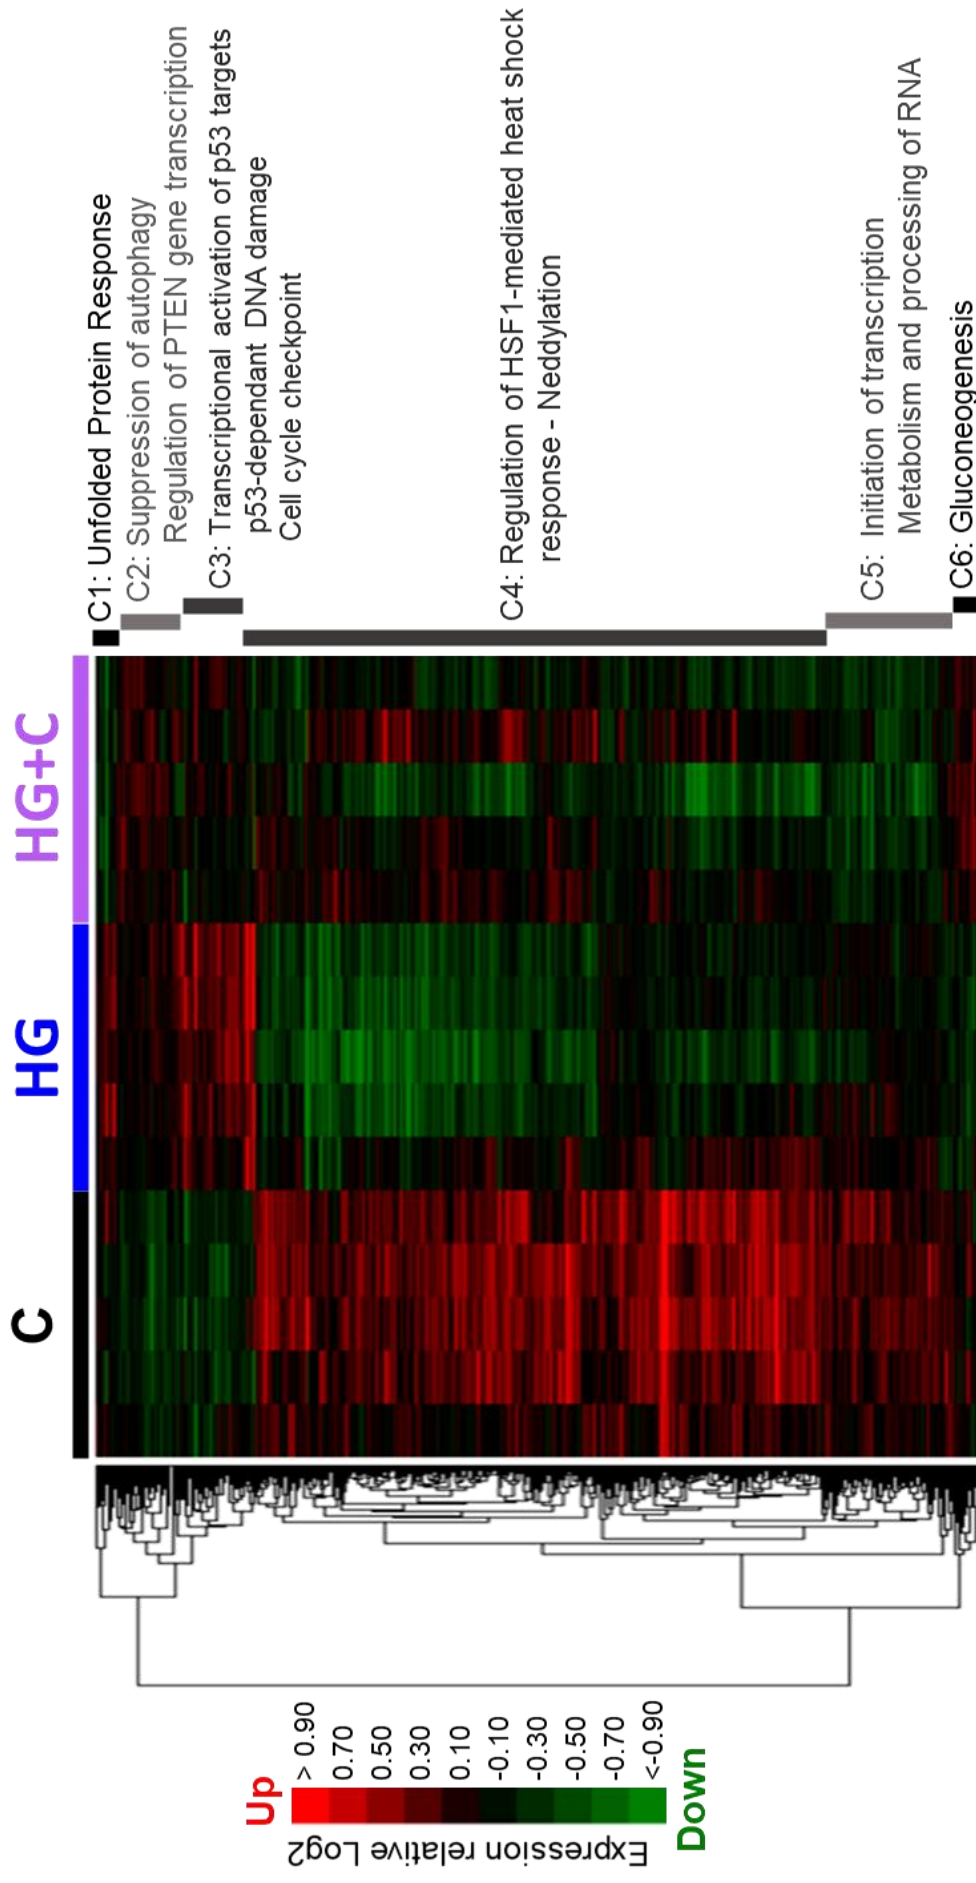 C
HG
HG+C
C1: Unfolded Protein Response
C2: Suppression of autophagy
Regulation of PTEN gene transcription
C3: Transcriptional activation of p53 targets
p53-dependant DNA damage
Cell cycle checkpoint
C4: Regulation of HSF1-mediated heat shock
response - Neddylation
C5: Initiation of transcription
Metabolism and processing of RNA
C6: Gluconeogenesis
Up
> 0.90
0.70
0.50
0.30
0.10
-0.10
-0.30
-0.50
-0.70
<-0.90
Down
Expression relative Log2